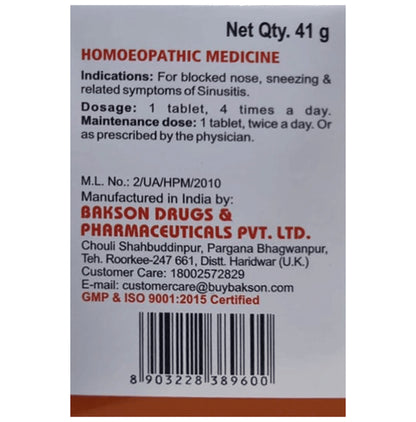 Net Qty. 41 g
HOMOEOPATHIC MEDICINE
Indications: For blocked nose, sneezing &
related symptoms of Sinusitis.
Dosage: 1 tablet, 4 times a day.
Maintenance dose: 1 tablet, twice a day. Or
as prescribed by the physician.
M.L. No.: 2/UA/HPM/2010
Manufactured in India by:
BAKSON DRUGS &
PHARMACEUTICALS PVT. LTD.
Chouli Shahbuddinpur, Pargana Bhagwanpur,
Teh. Roorkee-247 661, Distt. Haridwar (U.K.)
Customer Care: 18002572829
E-mail: customercare@buybakson.com
GMP & ISO 9001:2015 Certified
8 903228 389600